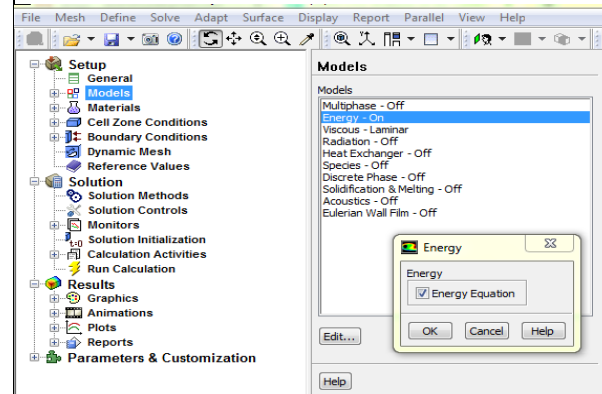 File Mesh Define Solve Adapt Surface Display Report Parallel View Help
Setup
General
Models
Materials
Cell Zone Conditions
Boundary Conditions
Dynamic Mesh
Reference Values
Solution
Solution Methods
Solution Controls
Monitors
t=0 Solution Initialization
Calculation Activities
Run Calculation
Results
Graphics
Animations
Plots
Reports
Parameters & Customization
Models
Models
Multiphase - Off
Energy - On
Viscous - Laminar
Radiation - Off
Heat Exchanger - Off
Species - Off
Discrete Phase - Off
Solidification & Melting - Off
Acoustics - Off
Eulerian Wall Film - Off
Edit...
Help
Energy
Energy
Energy Equation
OK Cancel Help